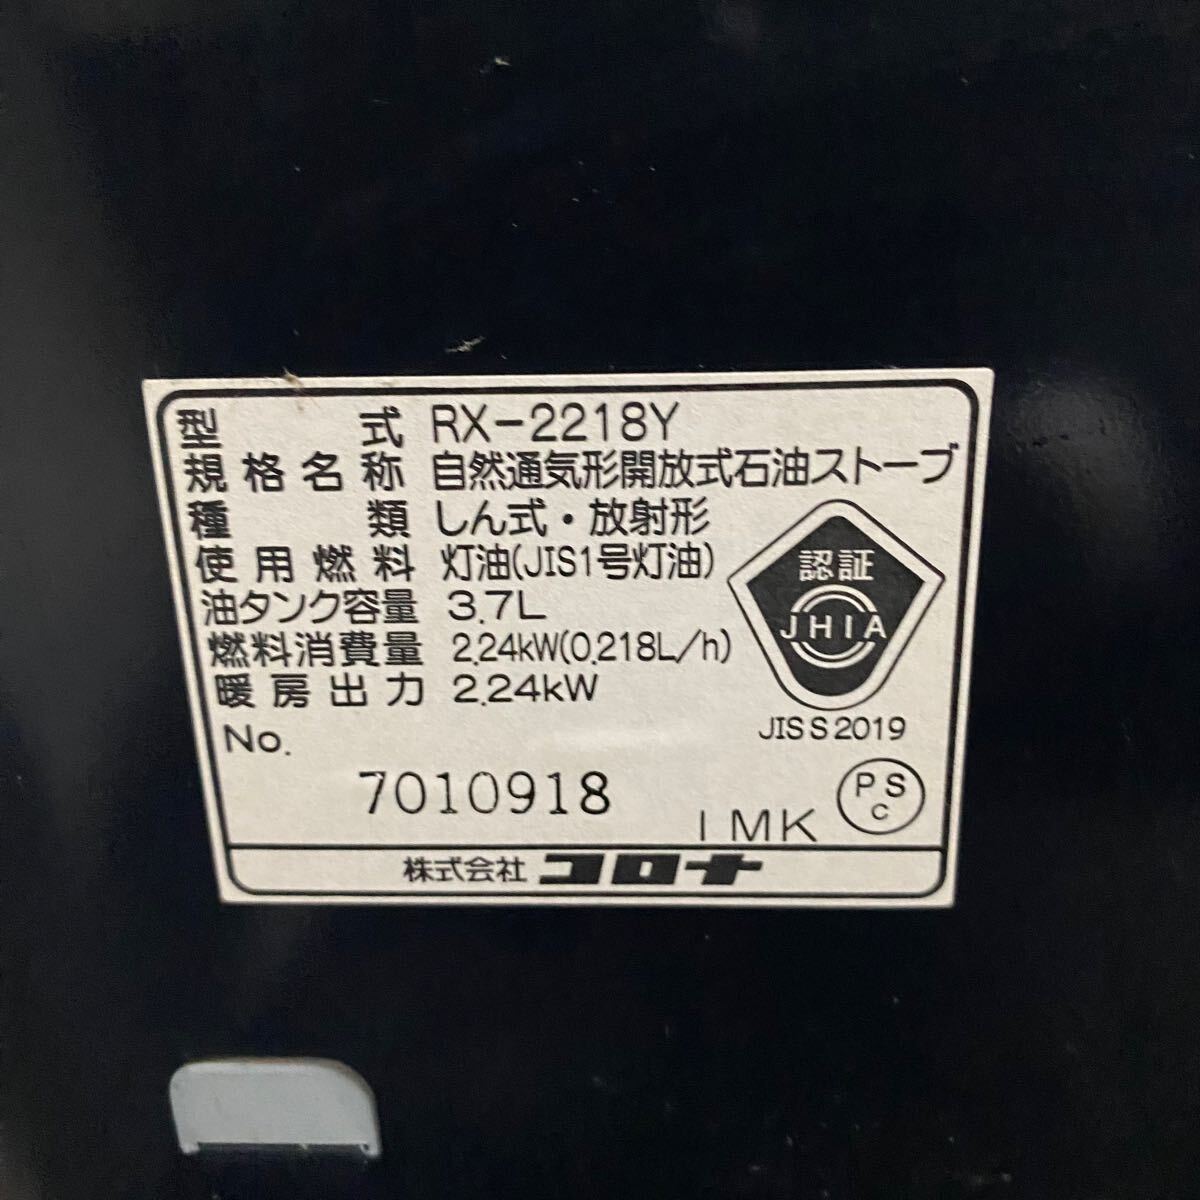 型式 RX-2218Y
規格名称 自然通気形開放式石油ストーブ
種類 しん式・放射形
使用燃料 灯油(JIS1号灯油)
油タンク容量 3.7L
燃料消費量 2.24kW(0.218L/h)
暖房出力 2.24kW
認証
JHIA
JIS S 2019
No.
7010918
IMK
PS
C
株式会社 コロナ